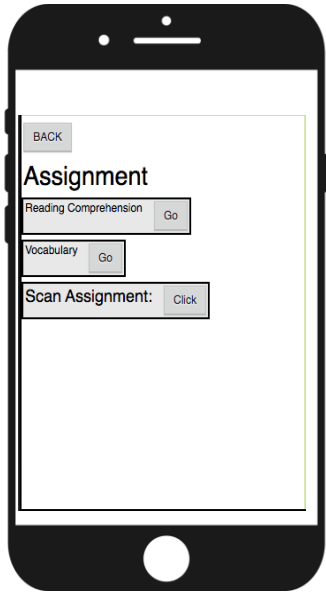 BACK
Assignment
Reading Comprehension Go
Vocabulary Go
Scan Assignment: Click